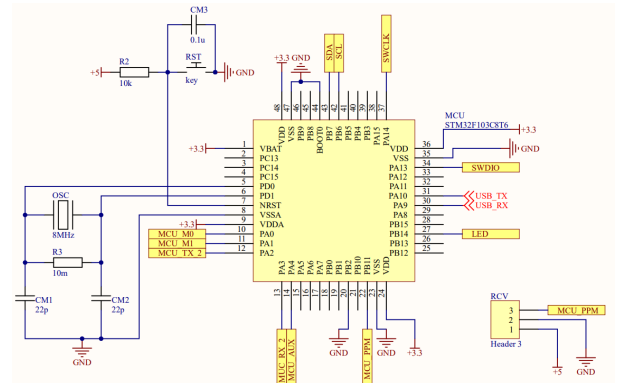 CM3
0.1u
+5
R2
10k
RST
key
GND
+3.3 GND
SDA
SCL
SWCLK
48 47 46 45 44 43 42 41 40 39 38 37
VDD VSS PB9 PB8 BOOT0 PB7 PB6 PB5 PB4 PB3 PA15 PA14
MCU
STM32F103C8T6
+3.3 1 VBAT
2 PC13
3 PC14
4 PC15
5 PD0
6 PD1
7 NRST
8 VSSA
+3.3 9 VDDA
MCU_M0 10 PA0
MCU_M1 11 PA1
MCU_TX_2 12 PA2
VDD 36 +3.3
VSS 35 GND
PA13 34 SWDIO
PA12 33
PA11 32
PA10 31 USB_TX
PA9 30 USB_RX
PA8 29
PB15 28
PB14 27 LED
PB13 26
PB12 25
PA3 PA4 PA5 PA6 PA7 PB0 PB1 PB2 PB10 PB11 VSS VDD
13 14 15 16 17 18 19 20 21 22 23 24
MUC_RX_2
MCU_AUX
GND
MCU_PPM
GND
+3.3
OSC
8MHz
R3
10m
CM1
22p
CM2
22p
GND
RCV
3 MCU_PPM
2
1
Header 3
+5
GND